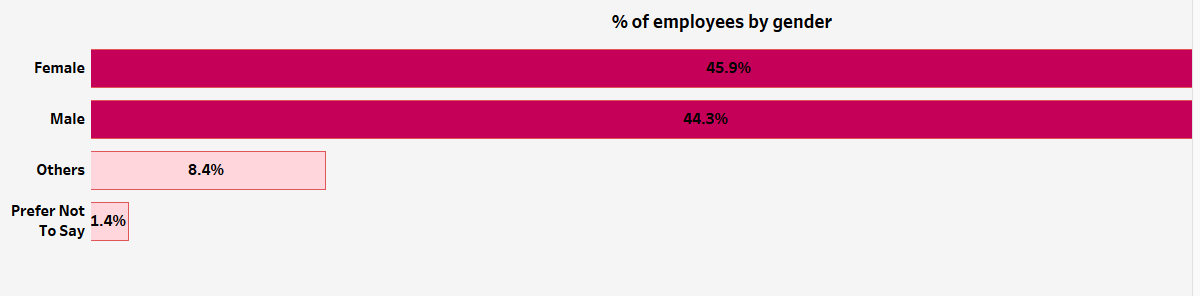 % of employees by gender
Female
45.9%
Male
44.3%
Others
8.4%
Prefer Not
To Say
1.4%